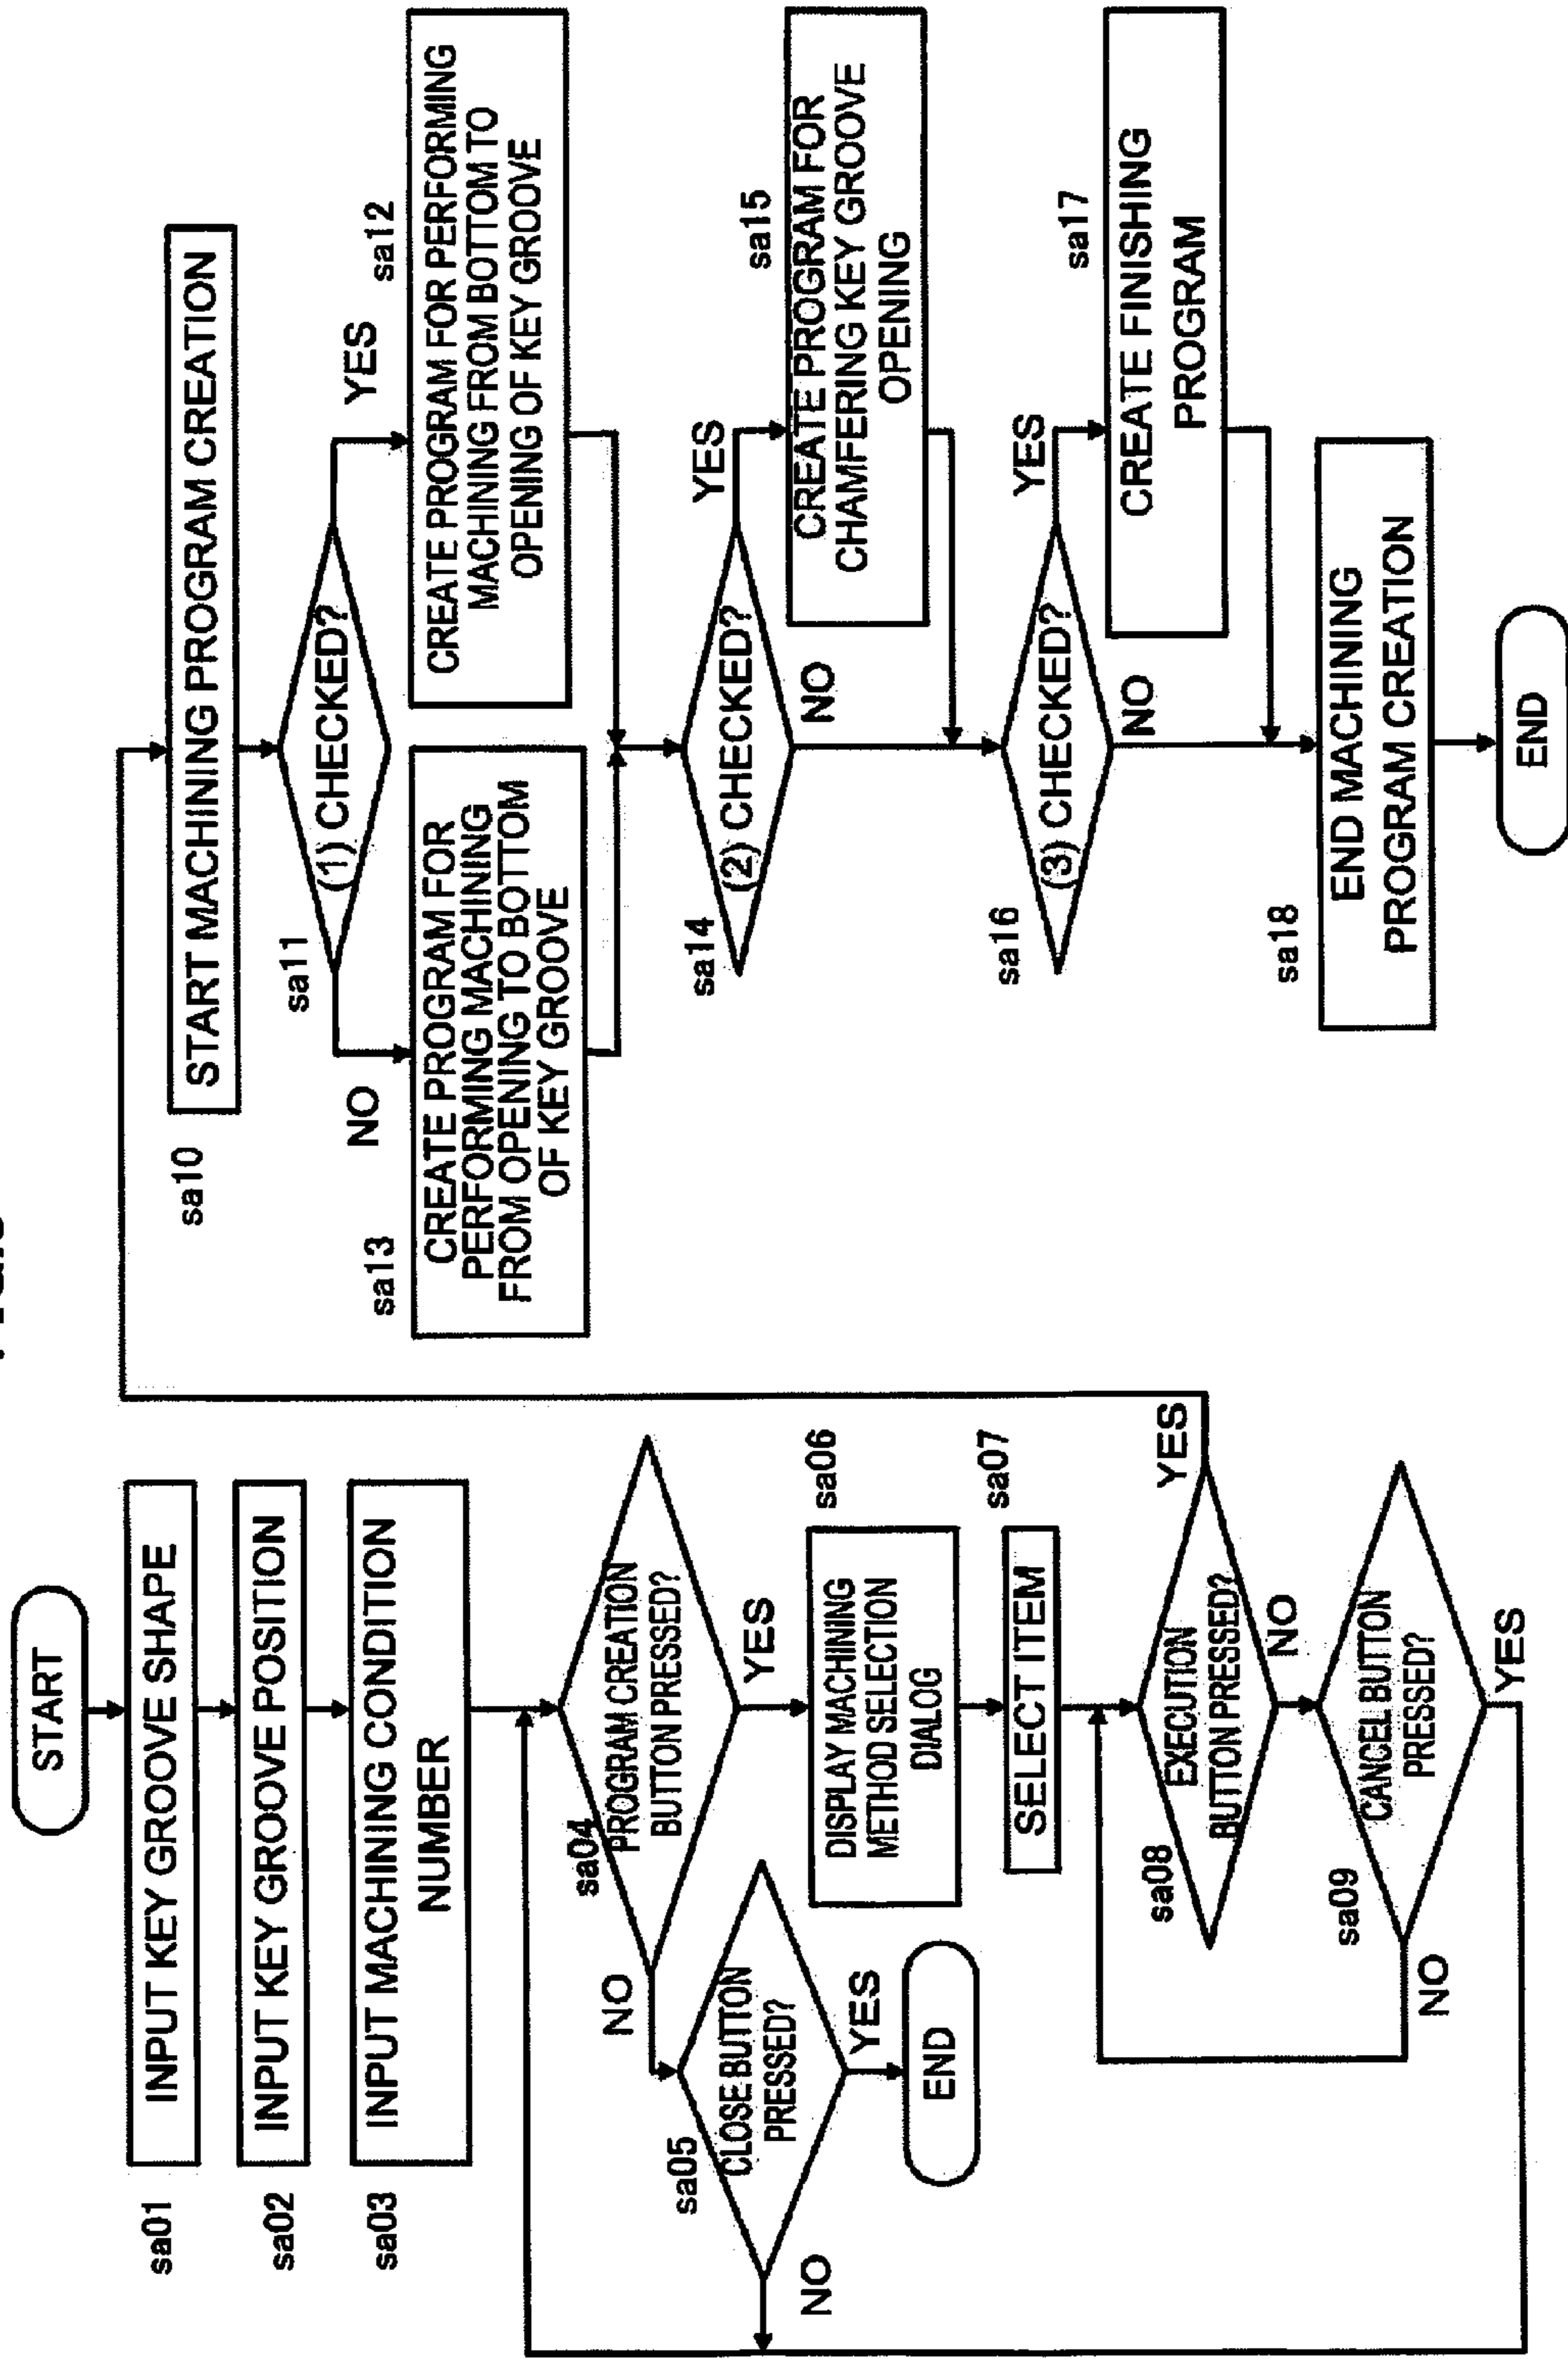 START
sa01
INPUT KEY GROOVE SHAPE
sa02
INPUT KEY GROOVE POSITION
sa03
INPUT MACHINING CONDITION
NUMBER
sa04
PROGRAM CREATION
BUTTON PRESSED?
NO
YES
sa05
CLOSE BUTTON
PRESSED?
NO
YES
END
sa06
DISPLAY MACHINING
METHOD SELECTION
DIALOG
sa07
SELECT ITEM
sa08
EXECUTION
BUTTON PRESSED?
YES
NO
sa09
CANCEL BUTTON
PRESSED?
NO
YES
sa10
START MACHINING PROGRAM CREATION
sa11
(1) CHECKED?
NO
YES
sa12
CREATE PROGRAM FOR PERFORMING
MACHINING FROM BOTTOM TO
OPENING OF KEY GROOVE
sa13
CREATE PROGRAM FOR
PERFORMING MACHINING
FROM OPENING TO BOTTOM
OF KEY GROOVE
sa14
(2) CHECKED?
YES
NO
sa15
CREATE PROGRAM FOR
CHAMFERING KEY GROOVE
OPENING
sa16
(3) CHECKED?
YES
NO
sa17
CREATE FINISHING
PROGRAM
sa18
END MACHINING
PROGRAM CREATION
END